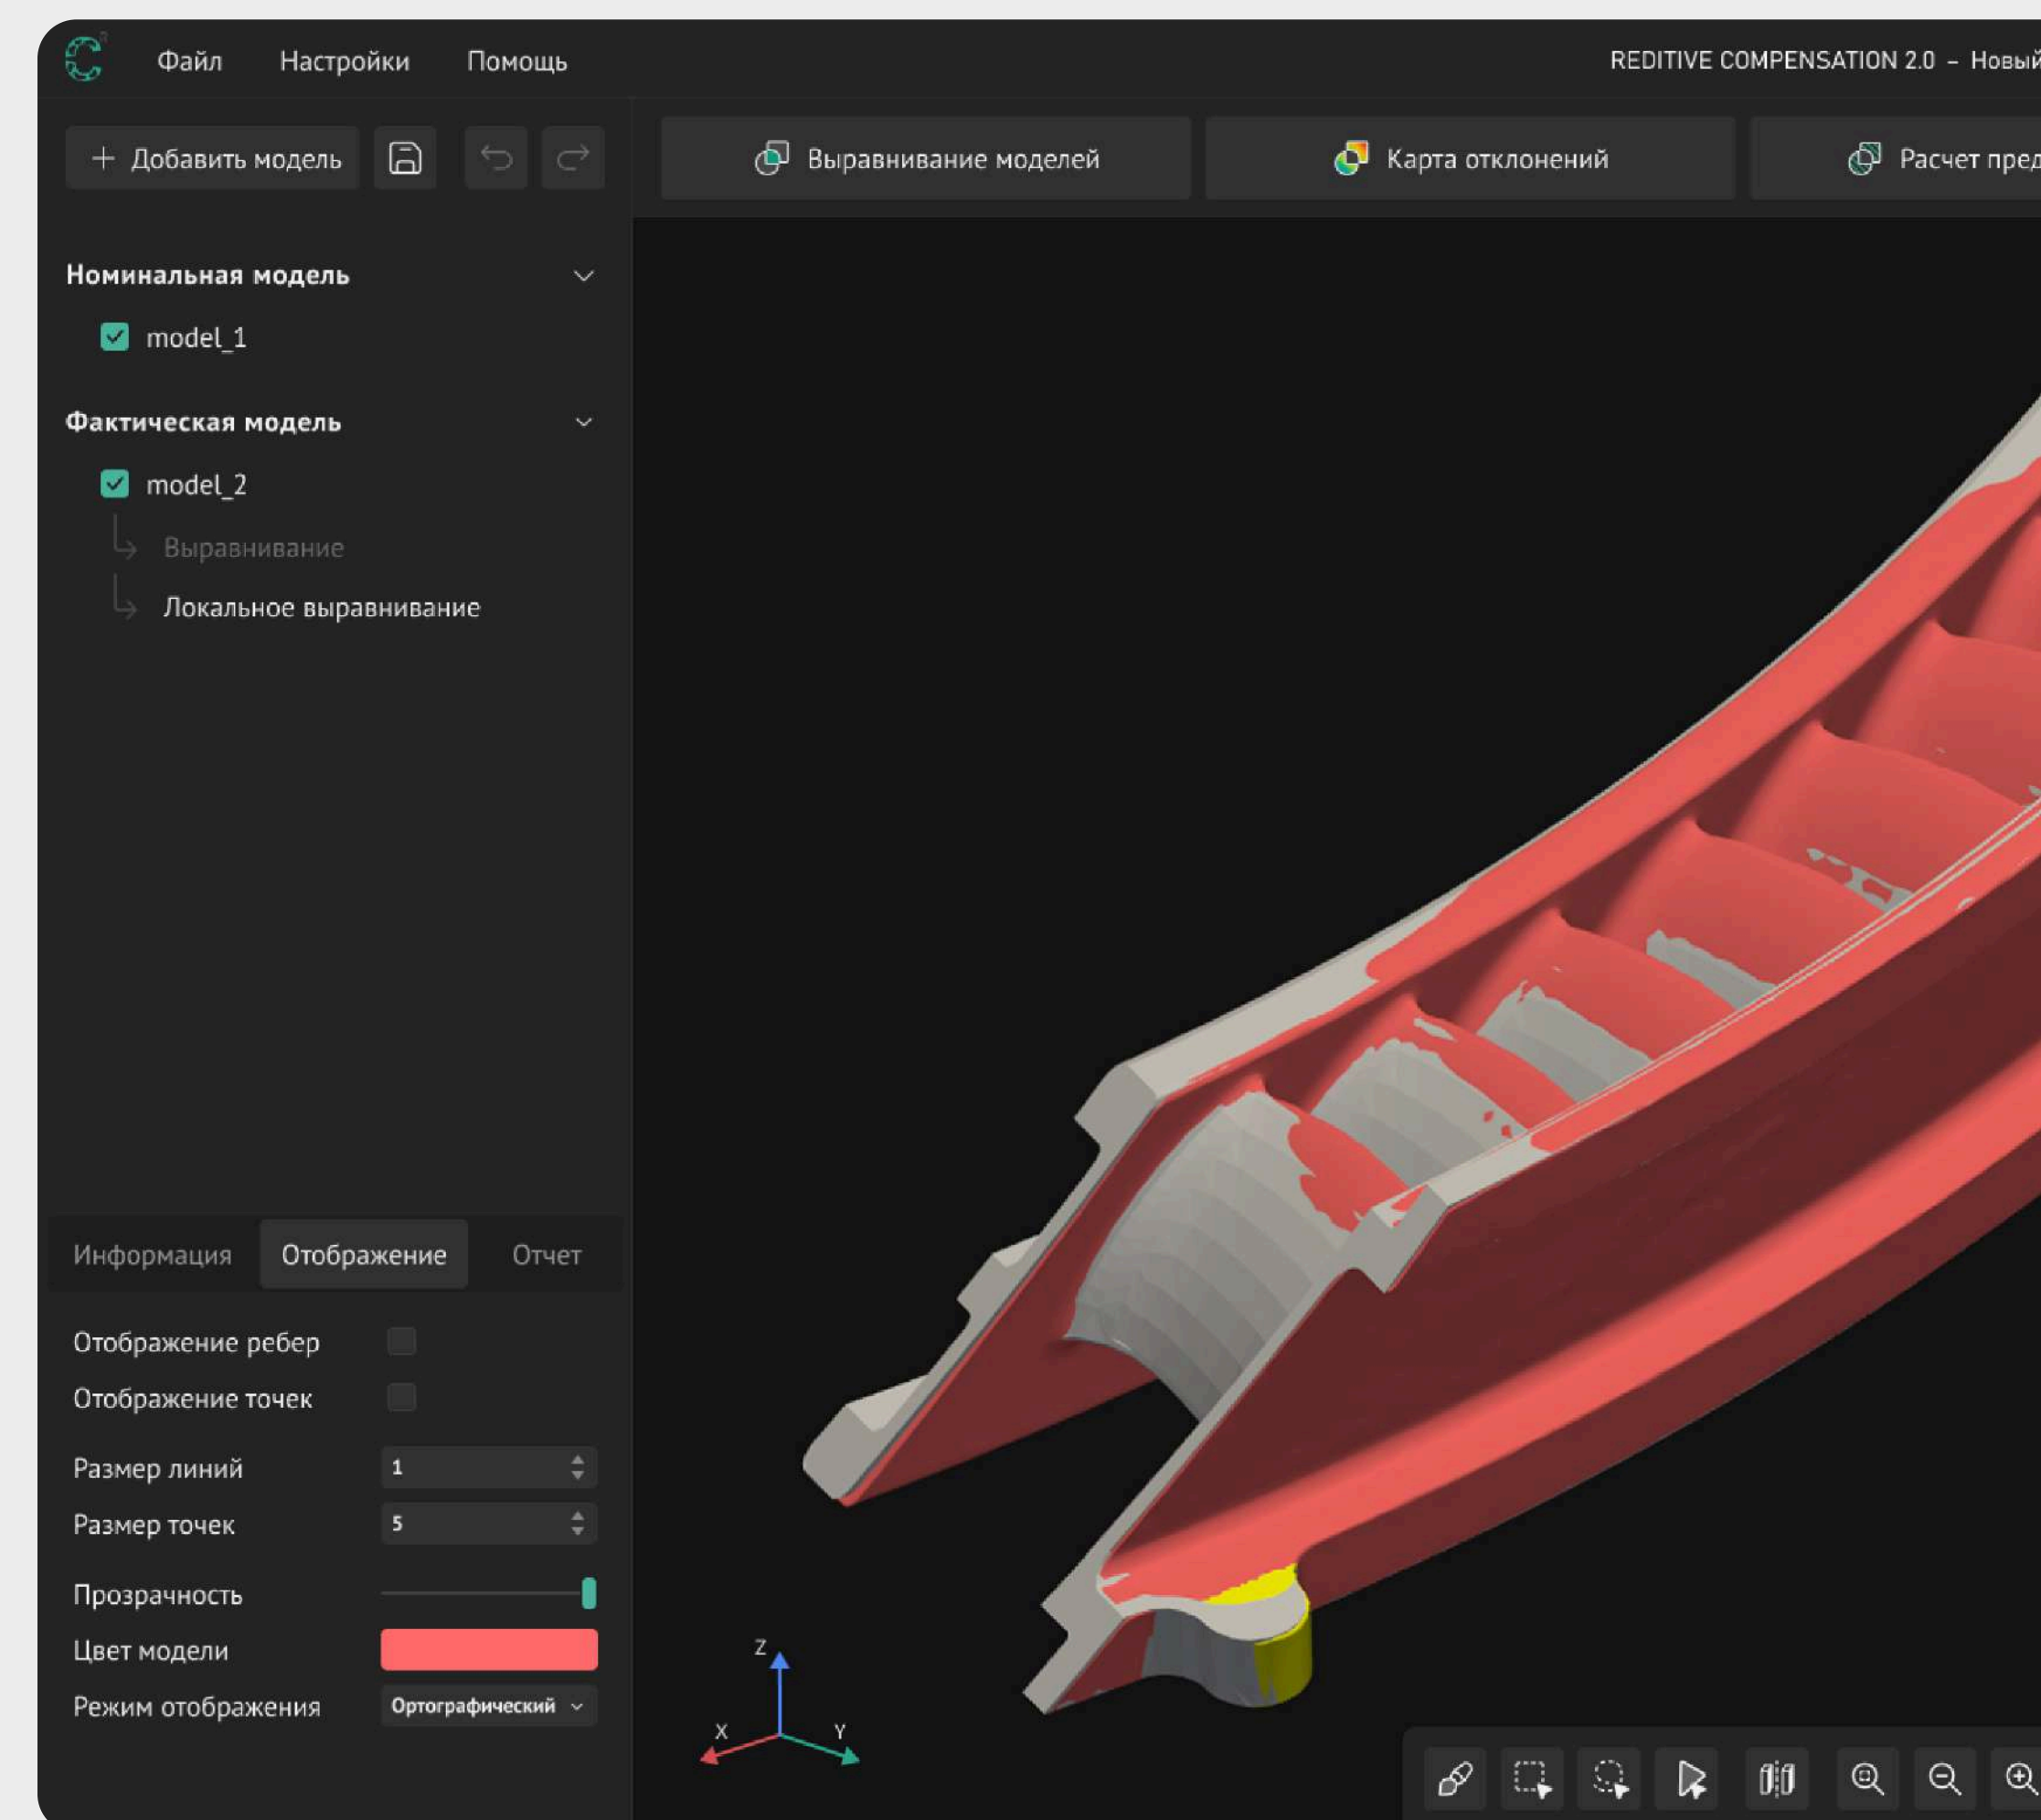 Файл Настройки Помощь REDITIVE COMPENSATION 2.0 – Новый
+ Добавить модель Выравнивание моделей Карта отклонений Расчет пред
Номинальная модель
model_1
Фактическая модель
model_2
Выравнивание
Локальное выравнивание
Информация Отображение Отчет
Отображение ребер
Отображение точек
Размер линий 1
Размер точек 5
Прозрачность
Цвет модели
Режим отображения Ортографический
Z
X Y